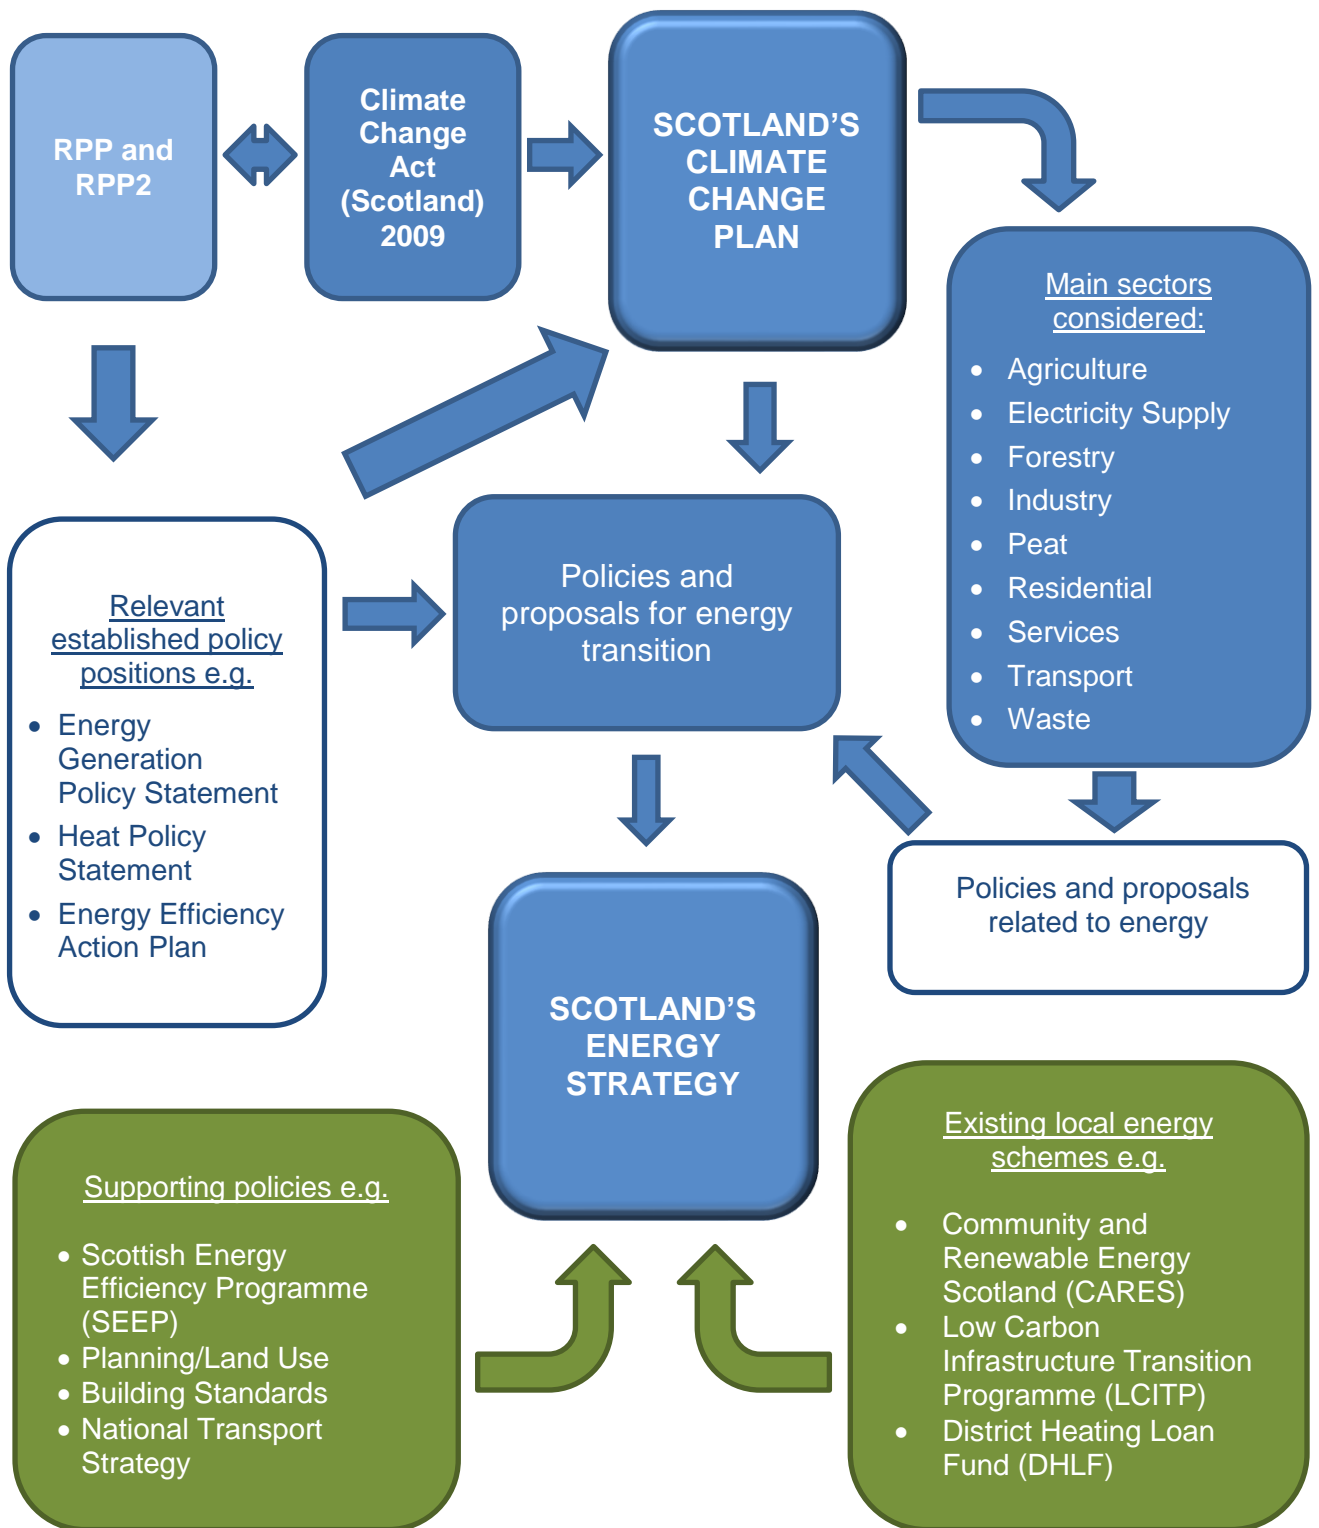 RPP and
RPP2
Climate
Change
Act
(Scotland)
2009
SCOTLAND'S
CLIMATE
CHANGE
PLAN
Main sectors
considered:
• Agriculture
• Electricity Supply
• Forestry
• Industry
• Peat
• Residential
• Services
• Transport
• Waste
Relevant
established policy
positions e.g.
• Energy
Generation
Policy Statement
• Heat Policy
Statement
• Energy Efficiency
Action Plan
Policies and
proposals for energy
transition
Policies and proposals
related to energy
SCOTLAND'S
ENERGY
STRATEGY
Supporting policies e.g.
• Scottish Energy
Efficiency Programme
(SEEP)
• Planning/Land Use
• Building Standards
• National Transport
Strategy
Existing local energy
schemes e.g.
• Community and
Renewable Energy
Scotland (CARES)
• Low Carbon
Infrastructure Transition
Programme (LCITP)
• District Heating Loan
Fund (DHLF)